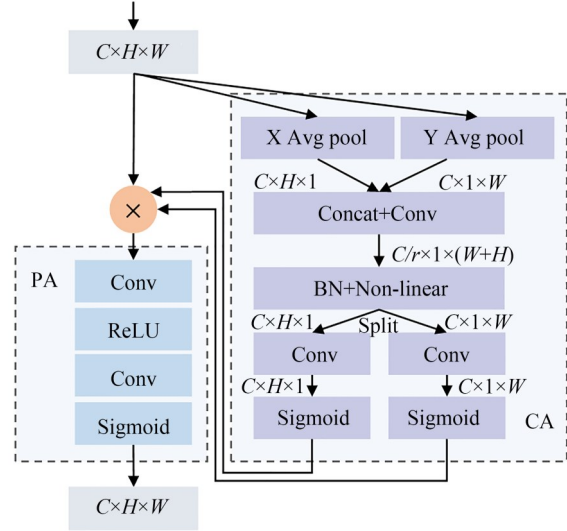 C×H×W
X Avg pool
Y Avg pool
C×H×1
C×1×W
×
Concat+Conv
C/r×1×(W+H)
PA
Conv
BN+Non-linear
C×H×1
Split
C×1×W
ReLU
Conv
Conv
Conv
C×H×1
C×1×W
Sigmoid
Sigmoid
Sigmoid
CA
C×H×W